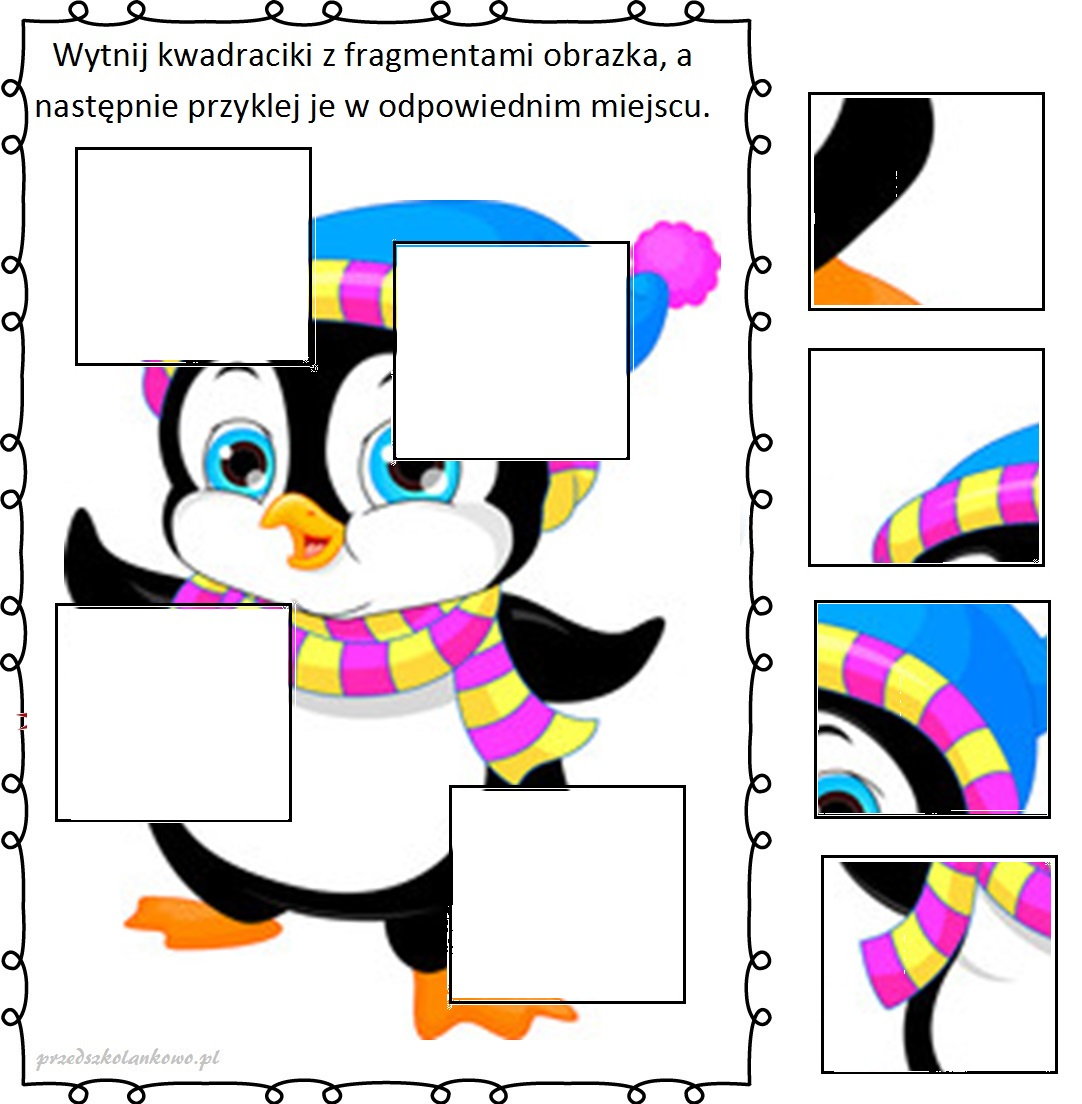 Wytnij kwadraciki z fragmentami obrazka, a
następnie przyklej je w odpowiednim miejscu.
przedszkolankowo.pl